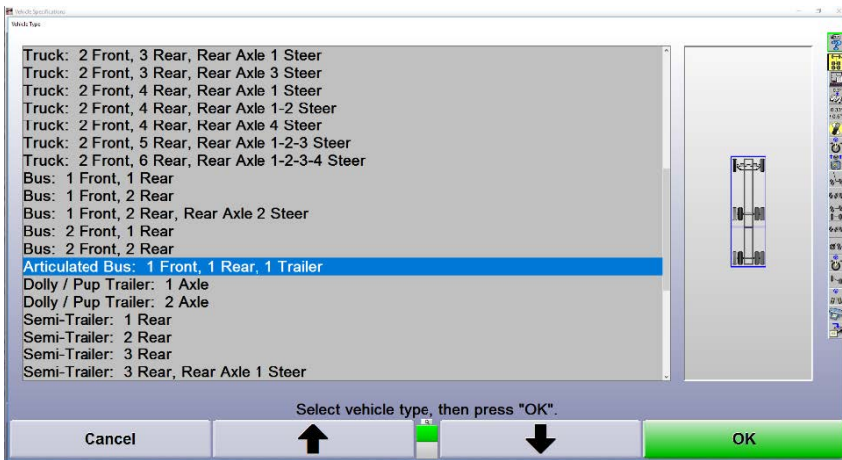 Vehicle Specifications
Vehicle Type
Truck: 2 Front, 3 Rear, Rear Axle 1 Steer
Truck: 2 Front, 3 Rear, Rear Axle 3 Steer
Truck: 2 Front, 4 Rear, Rear Axle 1 Steer
Truck: 2 Front, 4 Rear, Rear Axle 1-2 Steer
Truck: 2 Front, 4 Rear, Rear Axle 4 Steer
Truck: 2 Front, 5 Rear, Rear Axle 1-2-3 Steer
Truck: 2 Front, 6 Rear, Rear Axle 1-2-3-4 Steer
Bus: 1 Front, 1 Rear
Bus: 1 Front, 2 Rear
Bus: 1 Front, 2 Rear, Rear Axle 2 Steer
Bus: 2 Front, 1 Rear
Bus: 2 Front, 2 Rear
Articulated Bus: 1 Front, 1 Rear, 1 Trailer
Dolly / Pup Trailer: 1 Axle
Dolly / Pup Trailer: 2 Axle
Semi-Trailer: 1 Rear
Semi-Trailer: 2 Rear
Semi-Trailer: 3 Rear
Semi-Trailer: 3 Rear, Rear Axle 1 Steer
Select vehicle type, then press "OK".
Cancel
OK